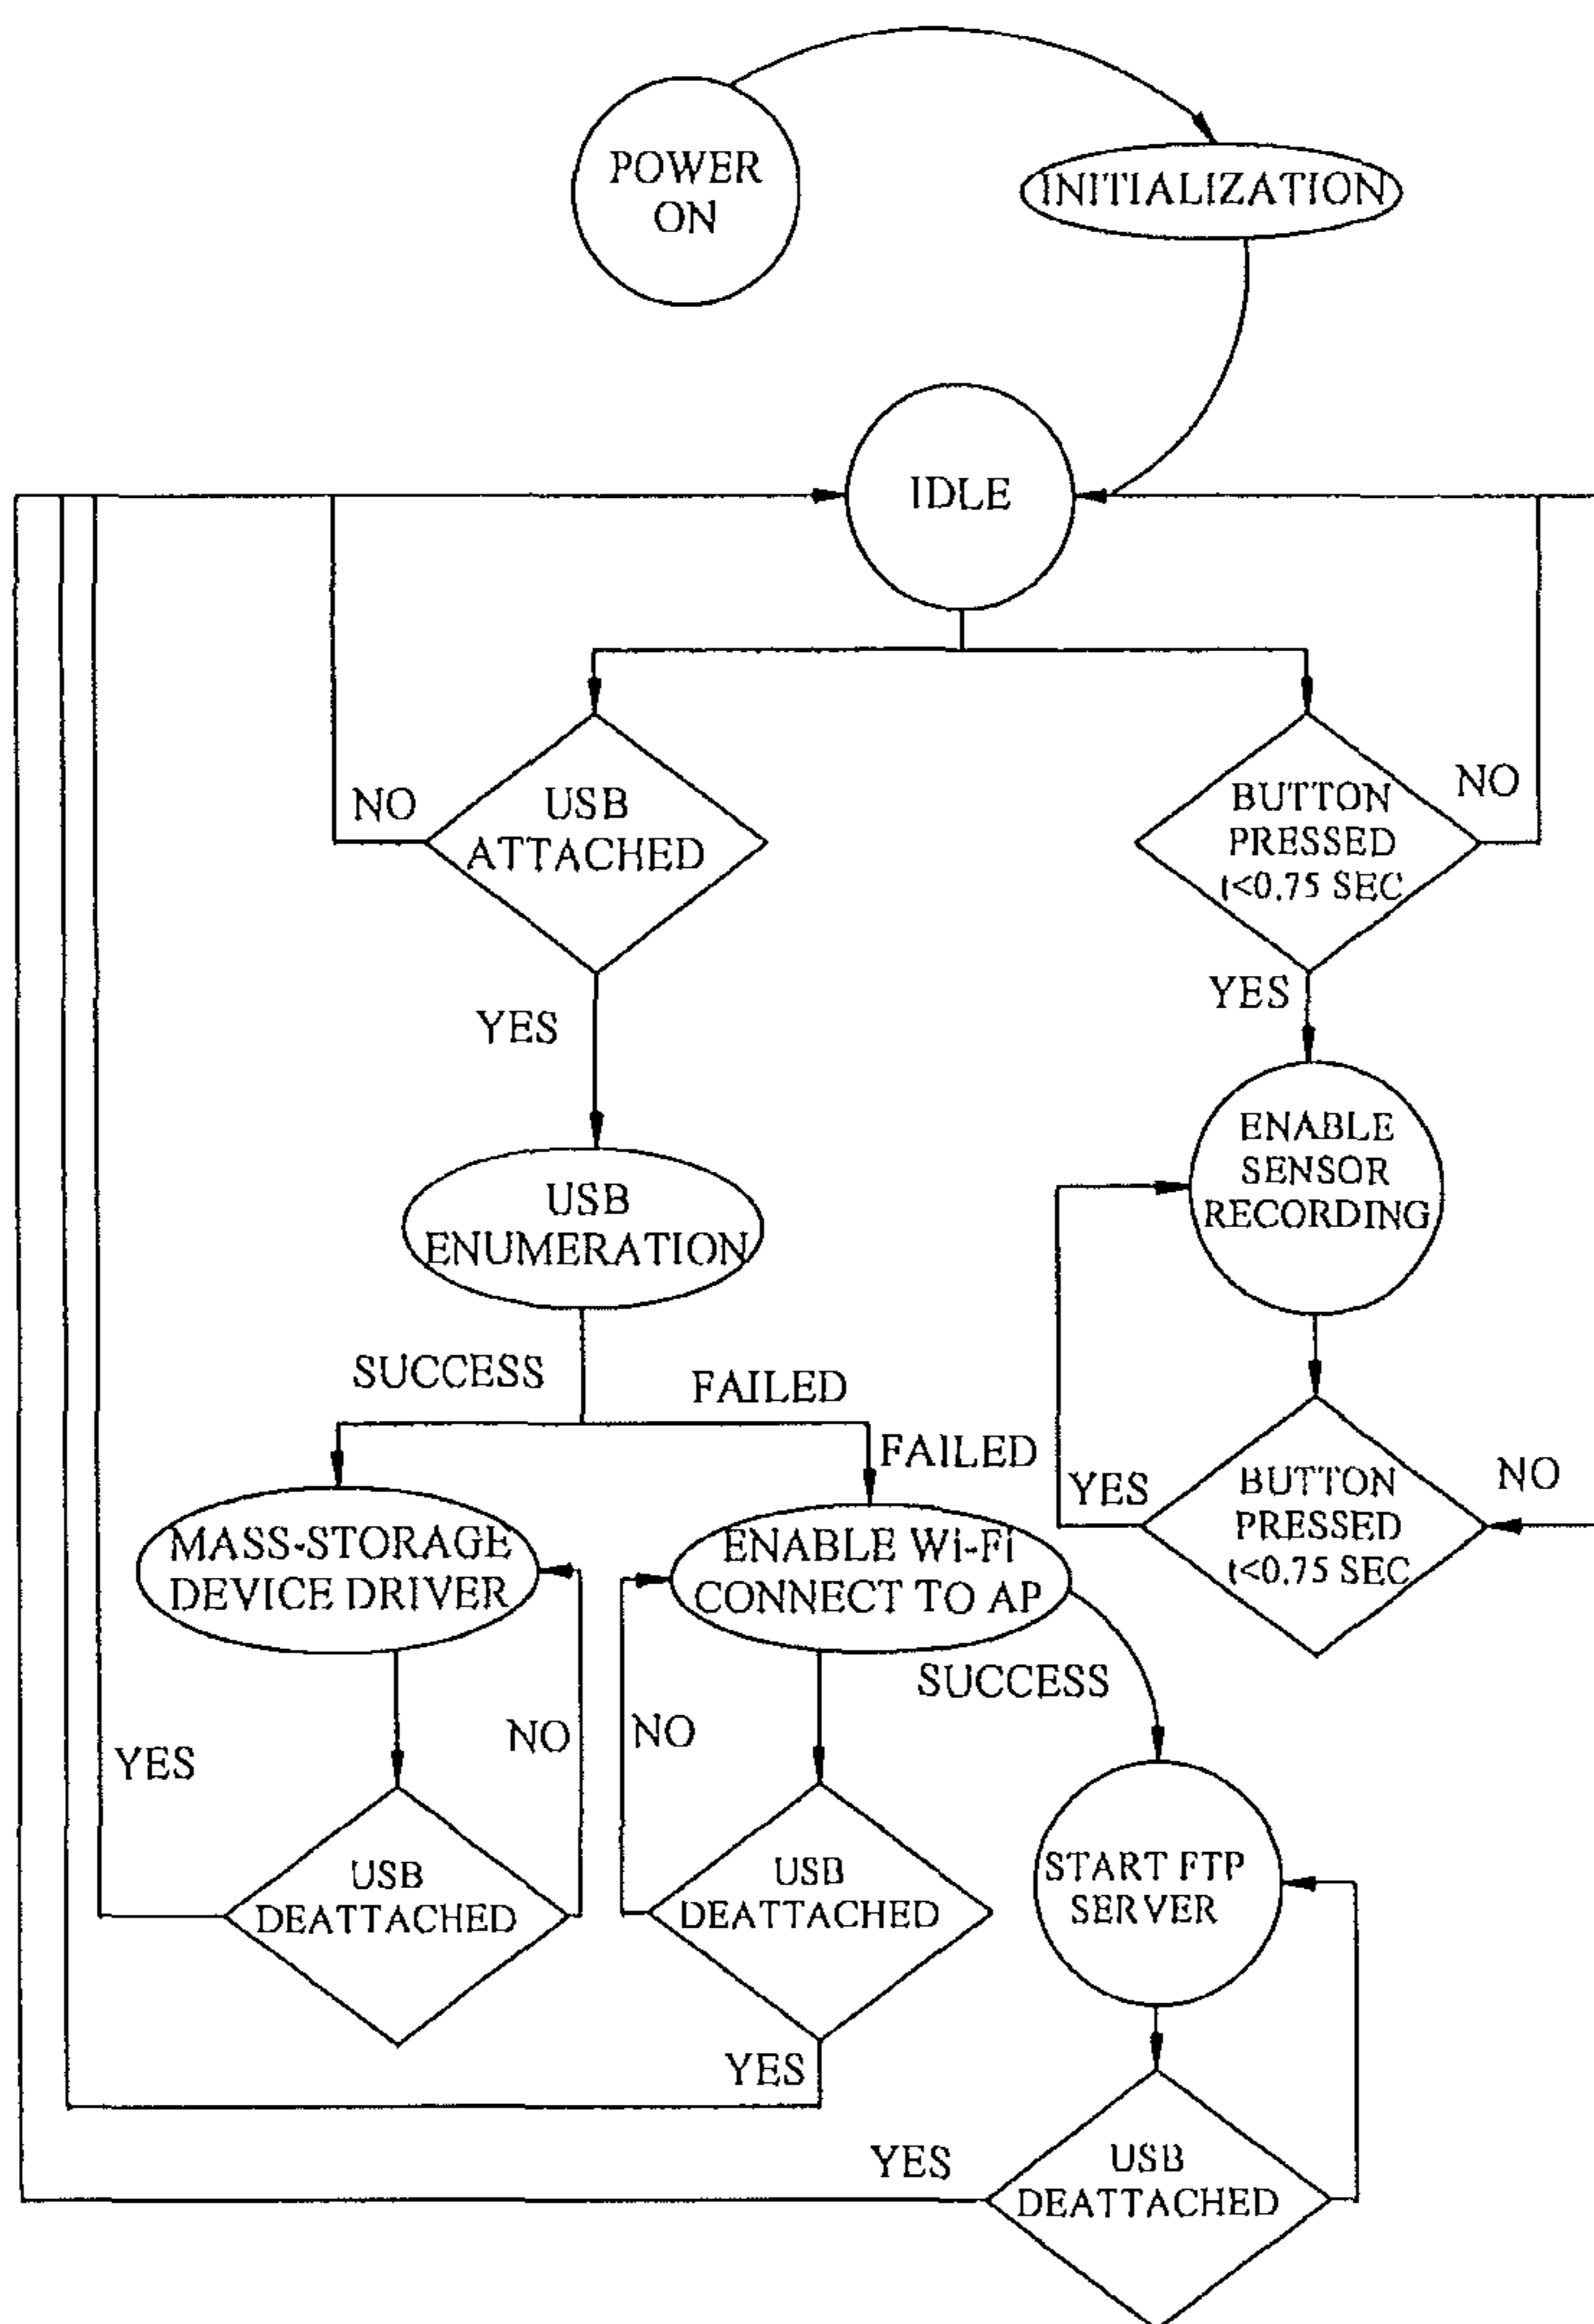 POWER
ON
INITIALIZATION
IDLE
NO
USB
ATTACHED
YES
BUTTON
PRESSED
t<0.75 SEC
NO
YES
USB
ENUMERATION
ENABLE
SENSOR
RECORDING
SUCCESS
FAILED
FAILED
MASS-STORAGE
DEVICE DRIVER
ENABLE Wi-Fi
CONNECT TO AP
YES
BUTTON
PRESSED
t<0.75 SEC
NO
SUCCESS
YES
NO
NO
USB
DEATTACHED
USB
DEATTACHED
START FTP
SERVER
YES
YES
USB
DEATTACHED